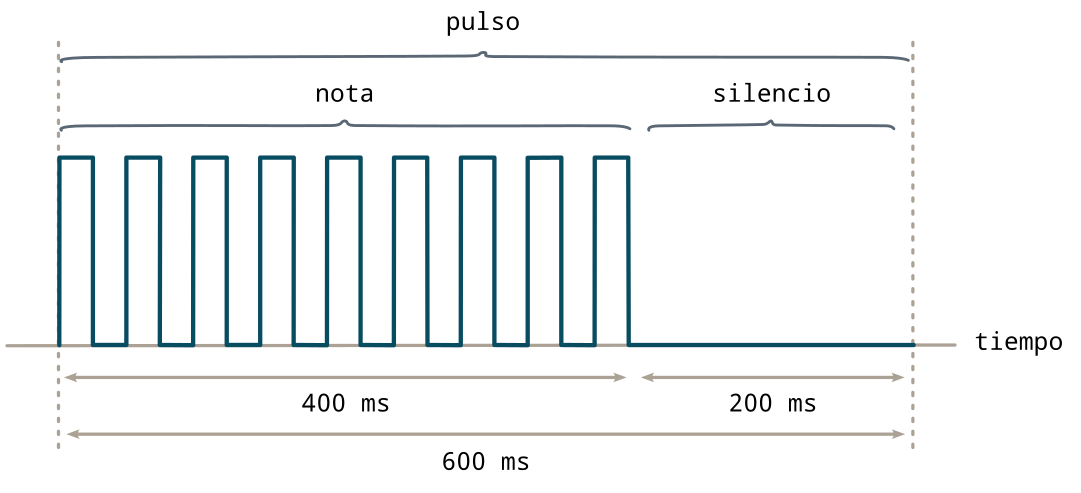 pulso
nota
silencio
tiempo
400 ms
200 ms
600 ms